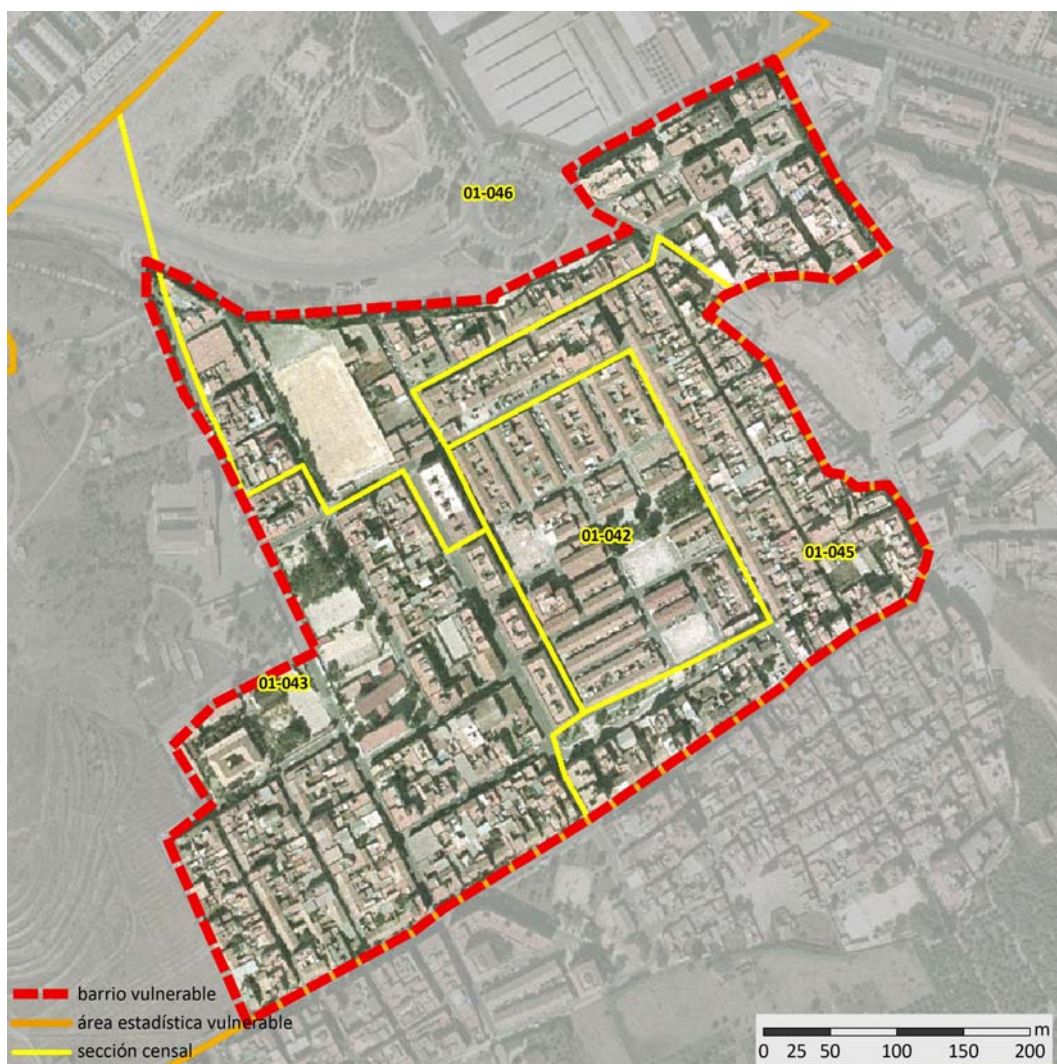 01-046
01-042
01-045
01-043
barrio vulnerable
área estadística vulnerable
sección censal
m
0 25 50 100 150 200